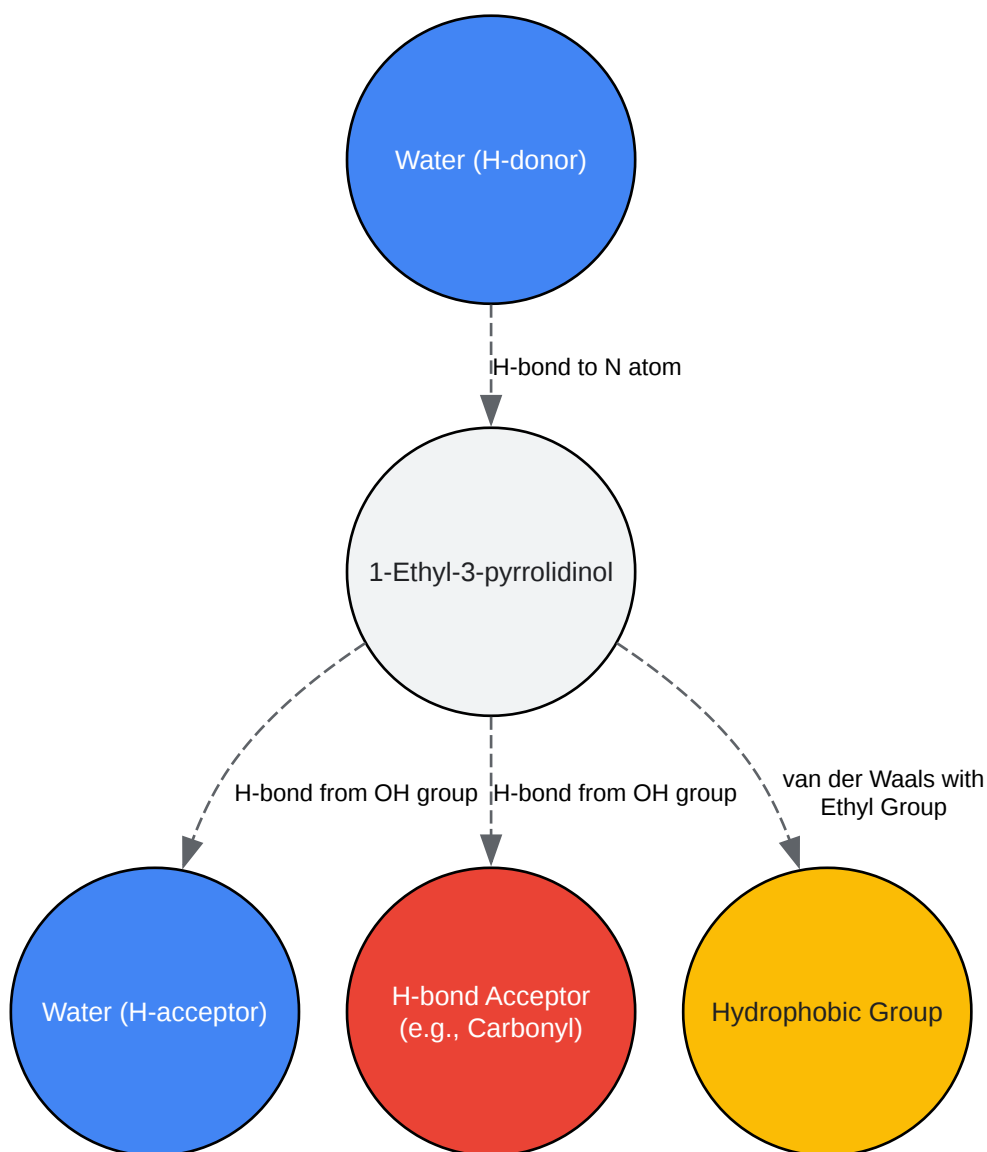 Water (H-donor)
H-bond to N atom
1-Ethyl-3-pyrrolidinol
H-bond from OH group
H-bond from OH group
van der Waals with
Ethyl Group
Water (H-acceptor)
H-bond Acceptor
(e.g., Carbonyl)
Hydrophobic Group